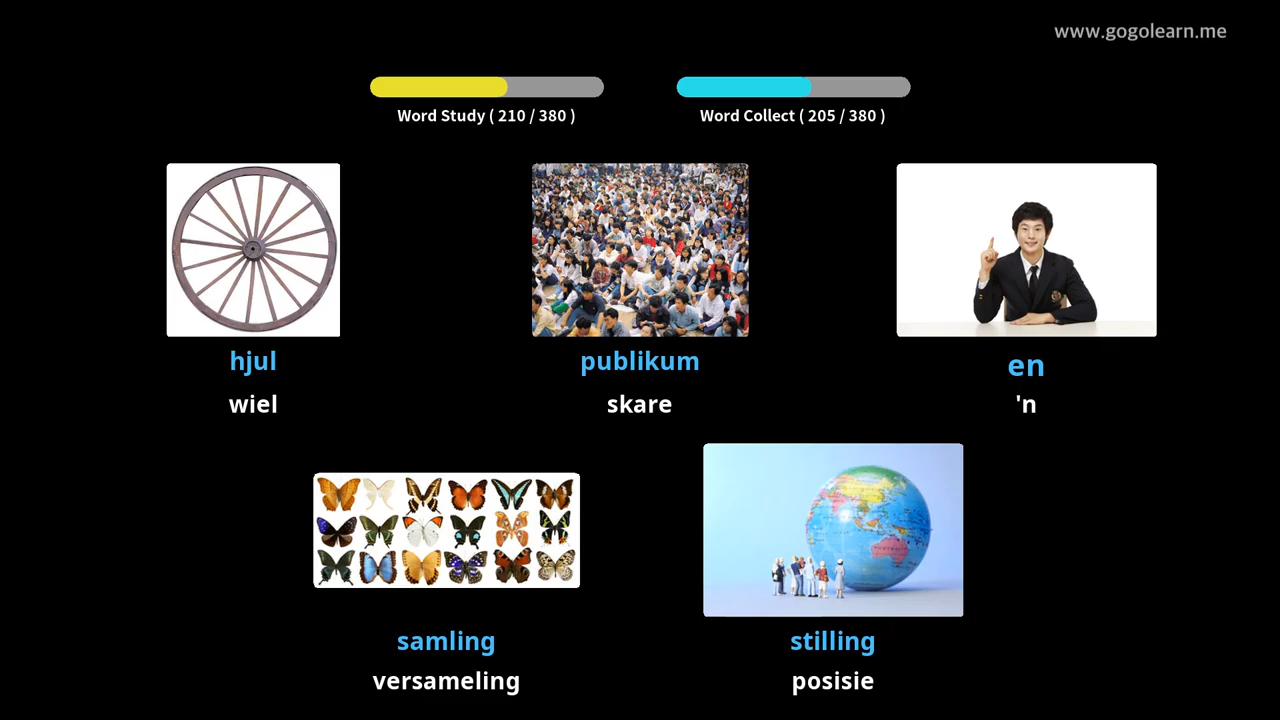 www.gogolearn.me
Word Study ( 210 / 380 )
Word Collect ( 205 / 380 )
hjul
publikum
en
wiel
skare
'n
samling
stilling
versameling
posisie